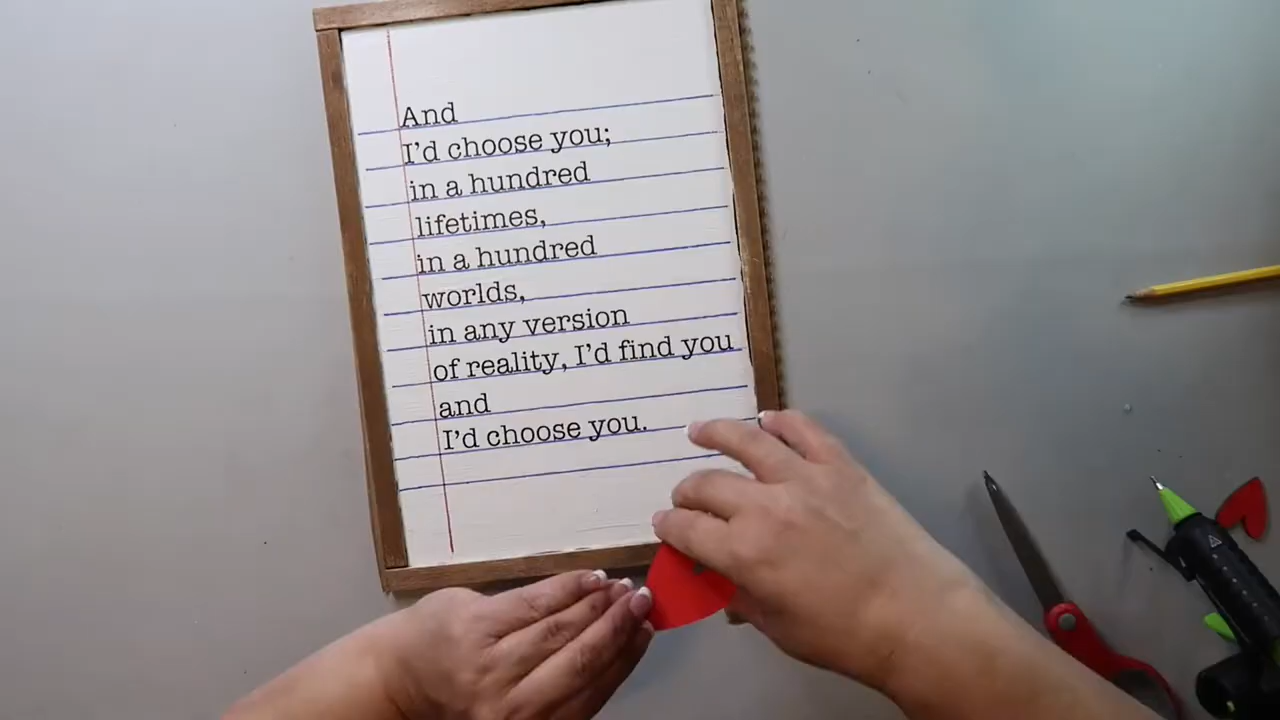 And
I'd choose you;
in a hundred
lifetimes,
in a hundred
worlds,
in any version
of reality, I'd find you
and
I'd choose you.